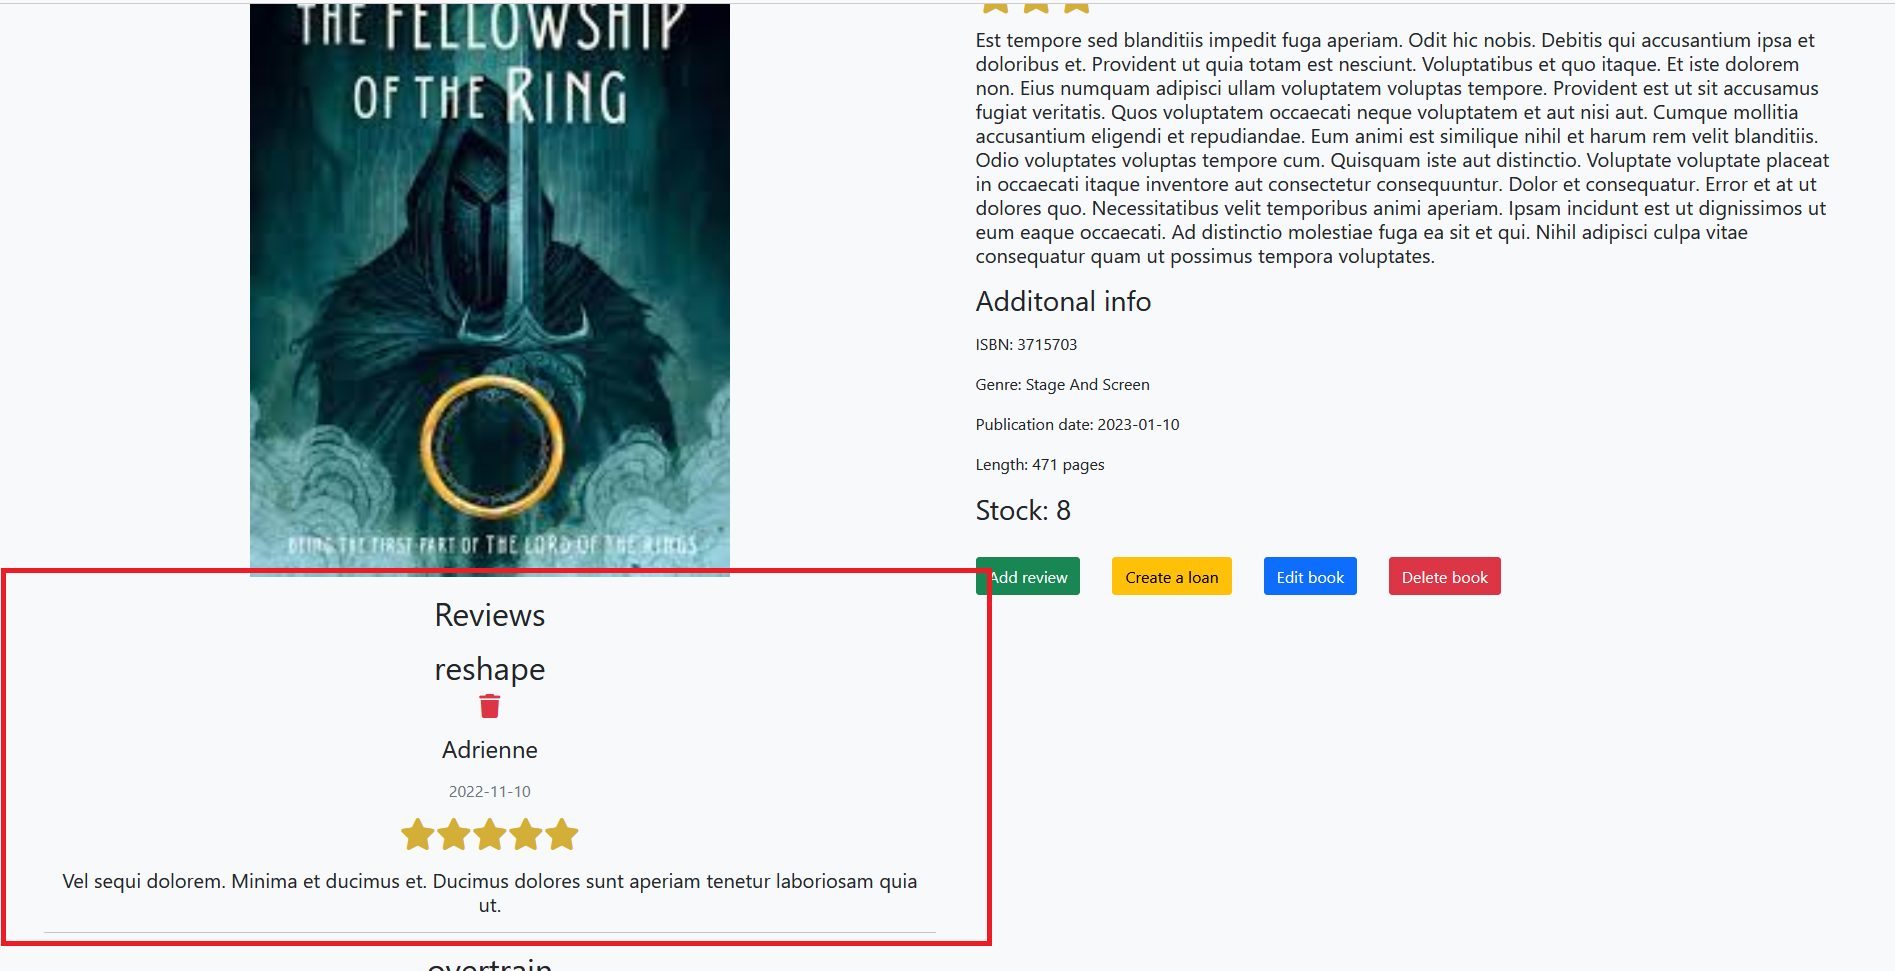 THE FELLOWSHIP
OF THE RING
BEING THE FIRST PART OF THE LORD OF THE RINGS
Est tempore sed blanditiis impedit fuga aperiam. Odit hic nobis. Debitis qui accusantium ipsa et
doloribus et. Provident ut quia totam est nesciunt. Voluptatibus et quo itaque. Et iste dolorem
non. Eius numquam adipisci ullam voluptatem voluptas tempore. Provident est ut sit accusamus
fugiat veritatis. Quos voluptatem occaecati neque voluptatem et aut nisi aut. Cumque mollitia
accusantium eligendi et repudiandae. Eum animi est similique nihil et harum rem velit blanditiis.
Odio voluptates voluptas tempore cum. Quisquam iste aut distinctio. Voluptate voluptate placeat
in occaecati itaque inventore aut consectetur consequuntur. Dolor et consequatur. Error et at ut
dolores quo. Necessitatibus velit temporibus animi aperiam. Ipsam incidunt est ut dignissimos ut
eum eaque occaecati. Ad distinctio molestiae fuga ea sit et qui. Nihil adipisci culpa vitae
consequatur quam ut possimus tempora voluptates.
Additonal info
ISBN: 3715703
Genre: Stage And Screen
Publication date: 2023-01-10
Length: 471 pages
Stock: 8
Add review Create a loan Edit book Delete book
Reviews
reshape
Adrienne
2022-11-10
Vel sequi dolorem. Minima et ducimus et. Ducimus dolores sunt aperiam tenetur laboriosam quia
ut.
overtrain